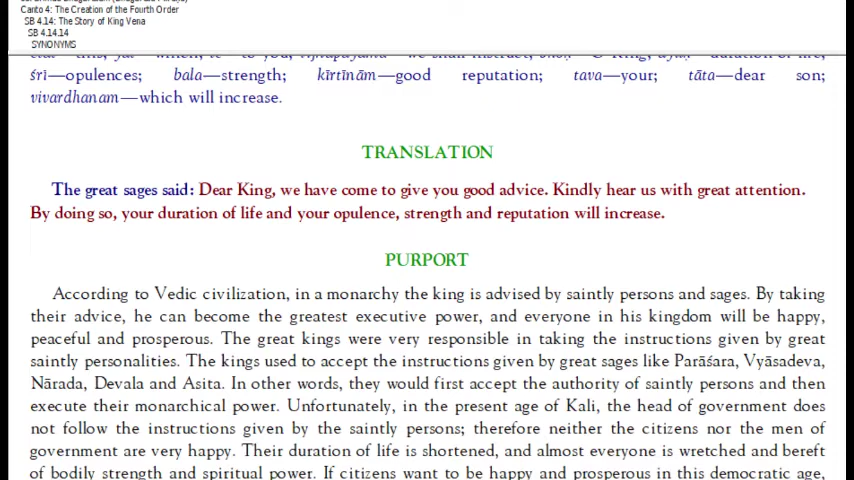 Canto 4: The Creation of the Fourth Order
SB 4.14: The Story of King Vena
SB 4.14.14
SYNONYMS
śrī—opulences; bala—strength; kīrtīnām—good reputation; tava—your; tāta—dear son;
vivardhanam—which will increase.
TRANSLATION
The great sages said: Dear King, we have come to give you good advice. Kindly hear us with great attention.
By doing so, your duration of life and your opulence, strength and reputation will increase.
PURPORT
According to Vedic civilization, in a monarchy the king is advised by saintly persons and sages. By taking
their advice, he can become the greatest executive power, and everyone in his kingdom will be happy,
peaceful and prosperous. The great kings were very responsible in taking the instructions given by great
saintly personalities. The kings used to accept the instructions given by great sages like Parāśara, Vyāsadeva,
Nārada, Devala and Asita. In other words, they would first accept the authority of saintly persons and then
execute their monarchical power. Unfortunately, in the present age of Kali, the head of government does
not follow the instructions given by the saintly persons; therefore neither the citizens nor the men of
government are very happy. Their duration of life is shortened, and almost everyone is wretched and bereft
of bodily strength and spiritual power. If citizens want to be happy and prosperous in this democratic age,